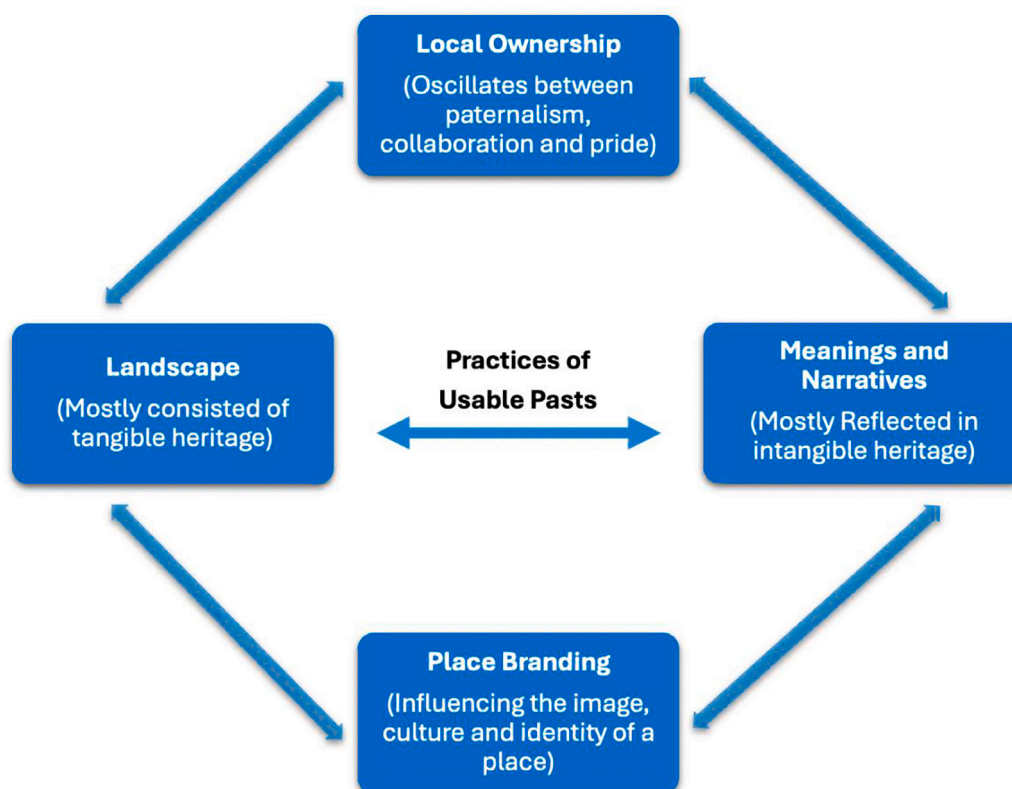 Local Ownership
(Oscillates between
paternalism,
collaboration and pride)
Landscape
(Mostly consisted of
tangible heritage)
Practices of
Usable Pasts
Meanings and
Narratives
(Mostly Reflected in
intangible heritage)
Place Branding
(Influencing the image,
culture and identity of a
place)